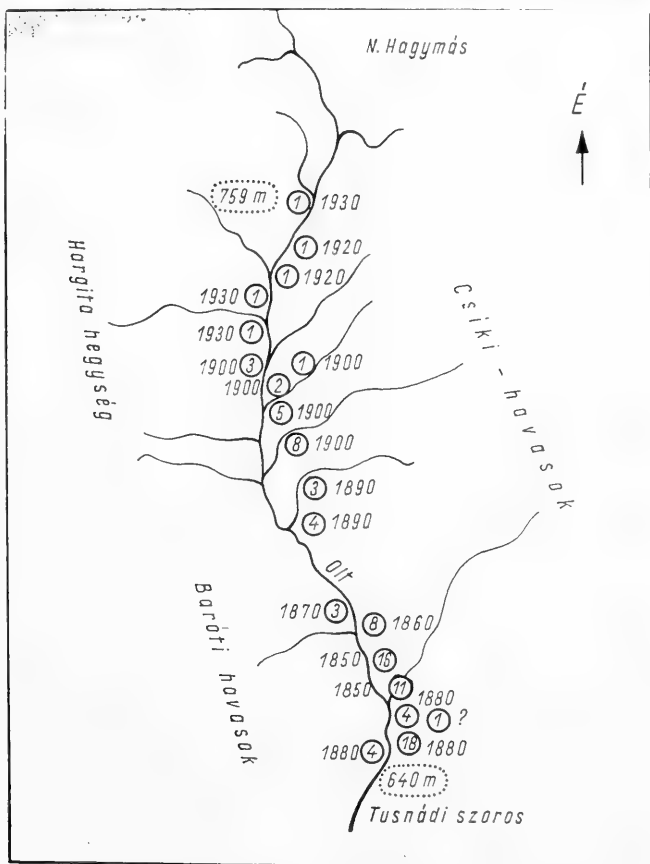 N. Hagymás
É
759 m
1 1930
1 1920
1 1920
1930 1
1930 1
1900 3
1 1900
1900 2
5 1900
8 1900
3 1890
4 1890
Hargita hegység
Csiki-havasok
Olt
1870 3
8 1860
1850 16
1850 11
1880
4 1 ?
18 1880
1880 4
Baróti havasok
640 m
Tusnádi szoros